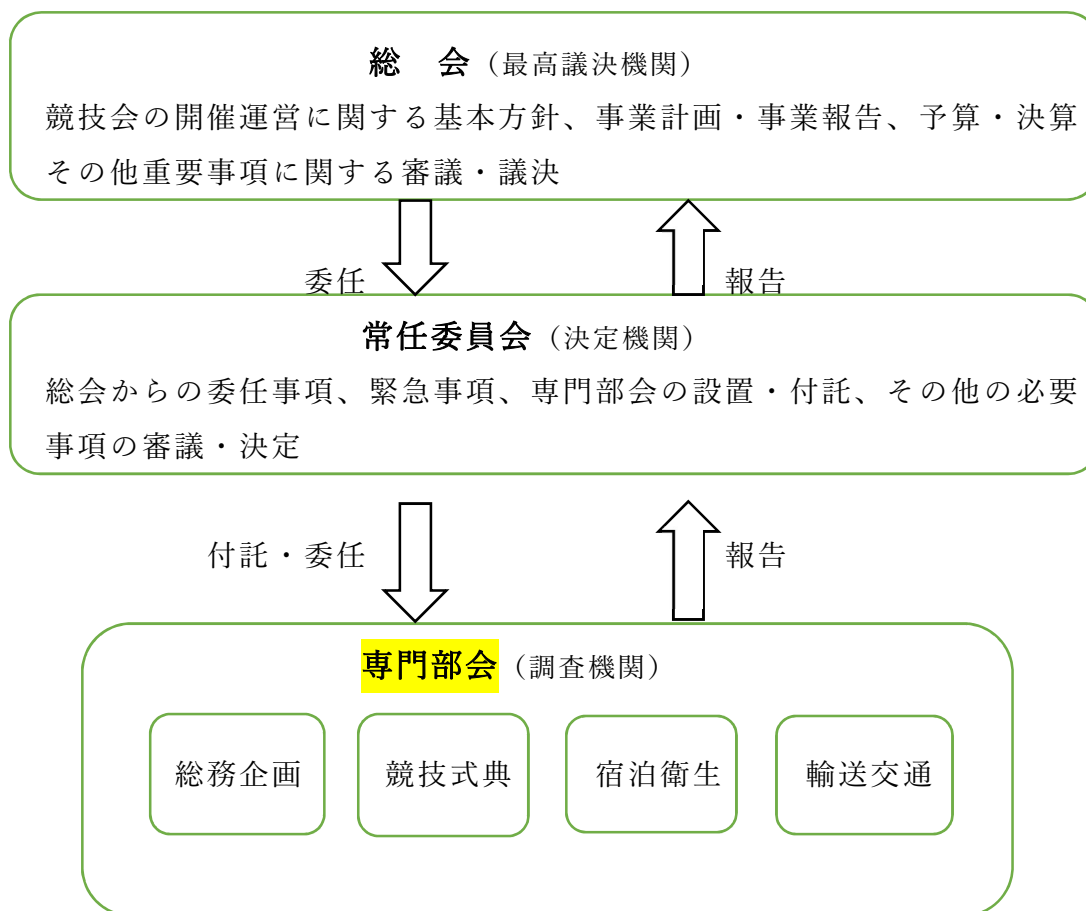 総　会（最高議決機関）
競技会の開催運営に関する基本方針、事業計画・事業報告、予算・決算
その他重要事項に関する審議・議決
委任
報告
常任委員会（決定機関）
総会からの委任事項、緊急事項、専門部会の設置・付託、その他の必要
事項の審議・決定
付託・委任
報告
専門部会（調査機関）
総務企画
競技式典
宿泊衛生
輸送交通